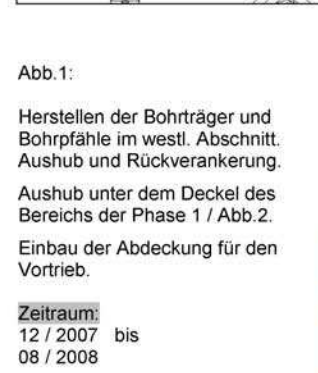 Abb.1:
Herstellen der Bohrträger und
Bohrpfähle im westl. Abschnitt.
Aushub und Rückverankerung.
Aushub unter dem Deckel des
Bereichs der Phase 1 / Abb.2.
Einbau der Abdeckung für den
Vortrieb.
Zeitraum:
12 / 2007 bis
08 / 2008